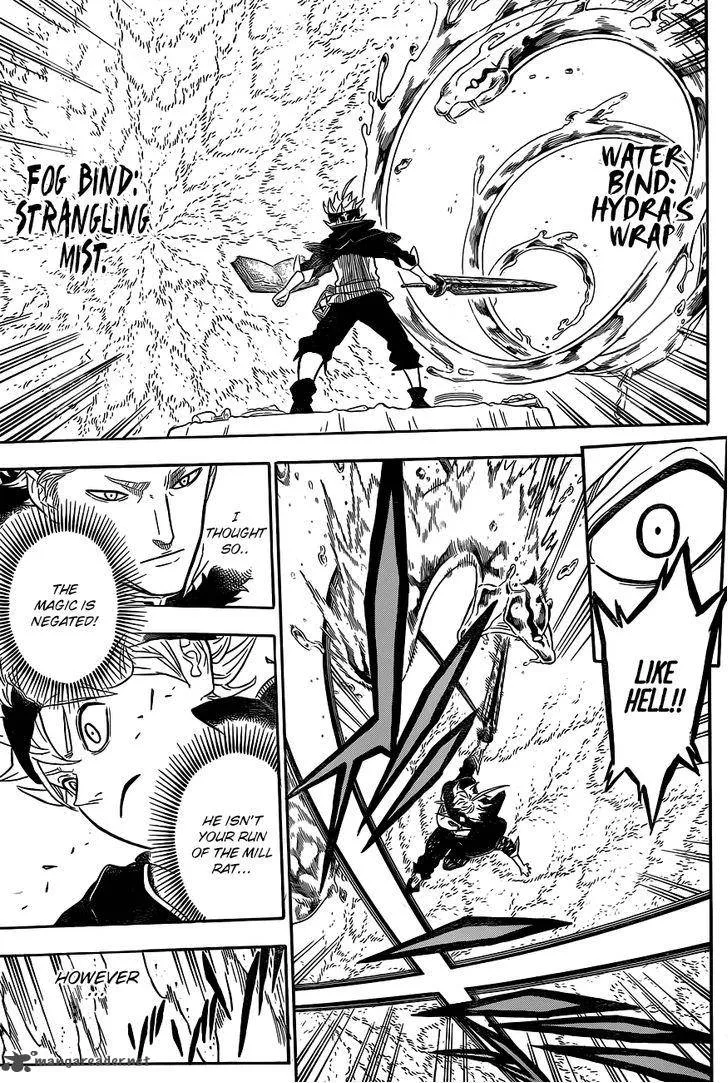 WATER
BIND:
HYDRA'S
WRAP
FOG BIND:
STRANGLING
MIST.
LIKE
HELL!!
I
THOUGHT
SO..
THE
MAGIC IS
NEGATED!
HE ISN'T
YOUR RUN
OF THE MILL
RAT...
HOWEVER
mangareader.net